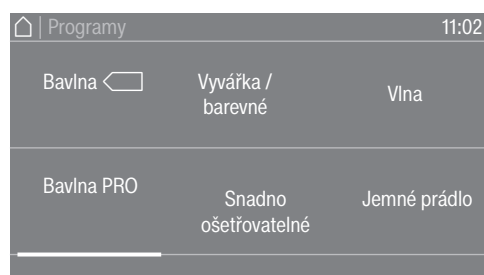 Programy
11:02
Bavlna
Vyvářka /
barevné
Vlna
Bavlna PRO
Snadno
ošetřovatelné
Jemné prádlo